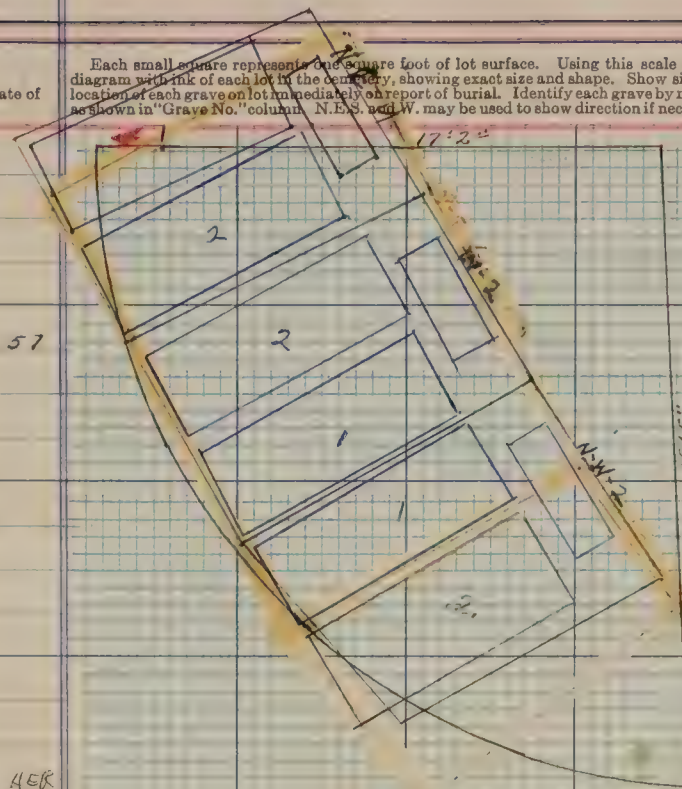 Each small square represents one square foot of lot surface. Using this scale
ate of
diagram with ink of each lot in the cemetery, showing exact size and shape. Show si
location of each grave on lot immediately on report of burial. Identify each grave by n
as shown in "Grave No." column. N.E.S. and W. may be used to show direction if nec
17'2"
2
57
2
1
N-W-2
1
2